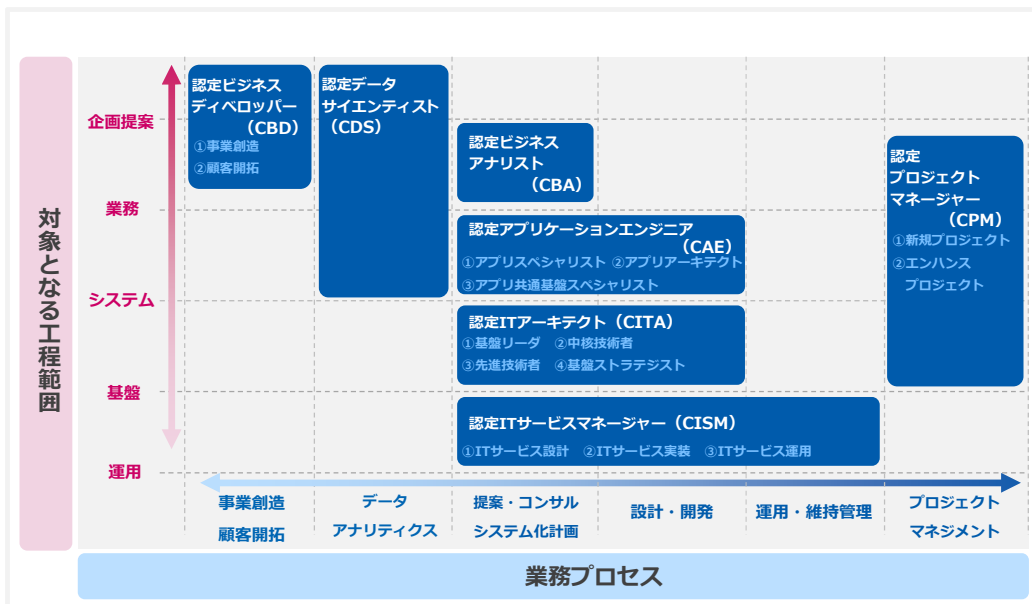 対象となる工程範囲
企画提案
業務
システム
基盤
運用
認定ビジネス
ディベロッパー
（CBD）
①事業創造
②顧客開拓
認定データ
サイエンティスト
（CDS）
認定ビジネス
アナリスト
（CBA）
認定アプリケーションエンジニア
（CAE）
①アプリスペシャリスト ②アプリアーキテクト
③アプリ共通基盤スペシャリスト
認定ITアーキテクト（CITA）
①基盤リーダ ②中核技術者
③先進技術者 ④基盤ストラテジスト
認定ITサービスマネージャー（CISM）
①ITサービス設計 ②ITサービス実装 ③ITサービス運用
認定
プロジェクト
マネージャー
（CPM）
①新規プロジェクト
②エンハンス
プロジェクト
事業創造
顧客開拓
データ
アナリティクス
提案・コンサル
システム化計画
設計・開発
運用・維持管理
プロジェクト
マネジメント
業務プロセス